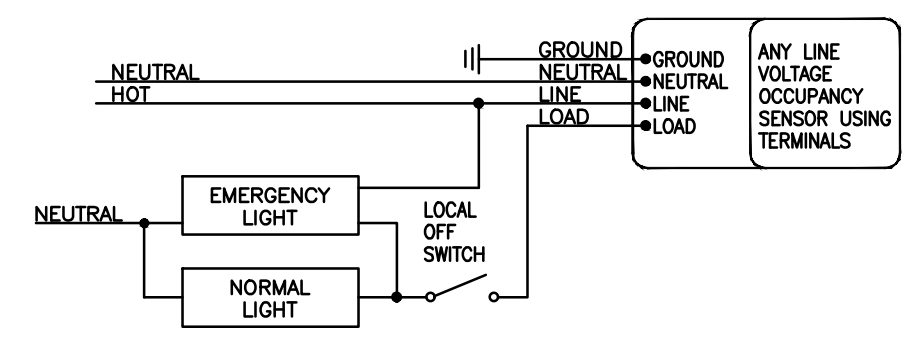 GROUND
NEUTRAL
LINE
LOAD
GROUND
NEUTRAL
LINE
LOAD
ANY LINE
VOLTAGE
OCCUPANCY
SENSOR USING
TERMINALS
NEUTRAL
HOT
NEUTRAL
EMERGENCY
LIGHT
NORMAL
LIGHT
LOCAL
OFF
SWITCH